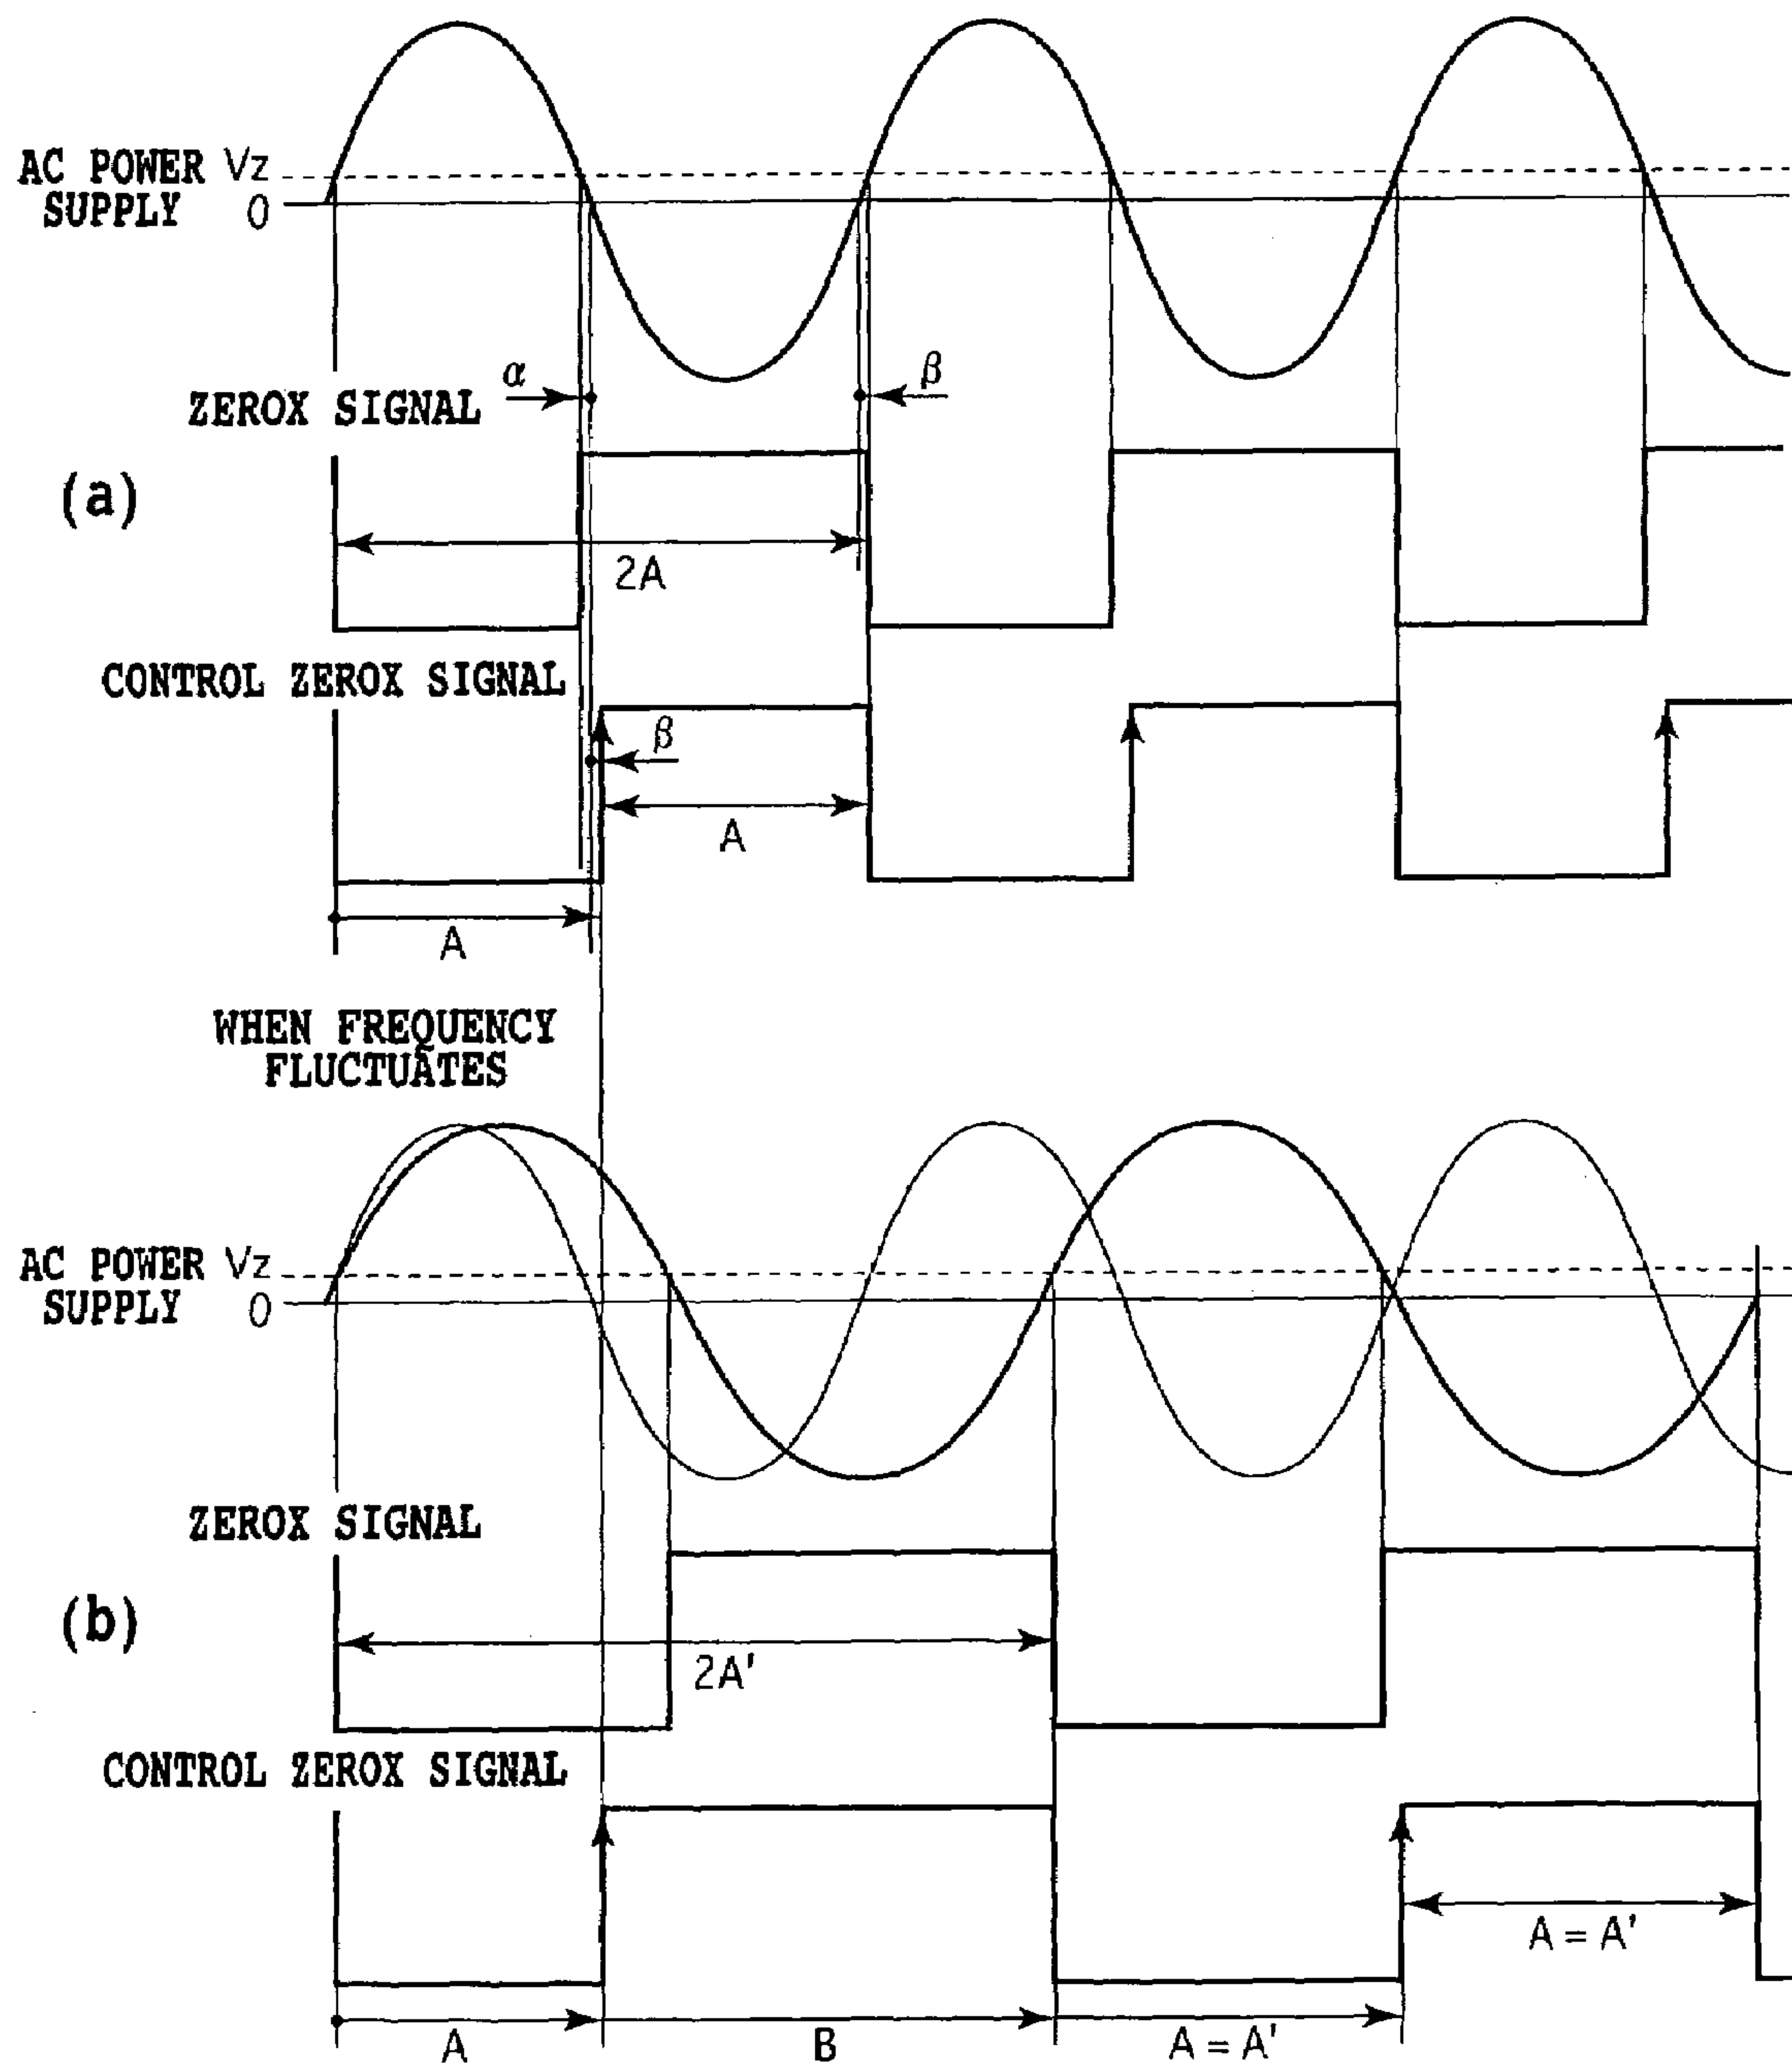 AC POWER
SUPPLY
Vz
0
α
β
ZEROX SIGNAL
(a)
2A
CONTROL ZEROX SIGNAL
β
A
A
WHEN FREQUENCY
FLUCTUATES
AC POWER
SUPPLY
Vz
0
ZEROX SIGNAL
(b)
2A'
CONTROL ZEROX SIGNAL
A = A'
A
B
A = A'